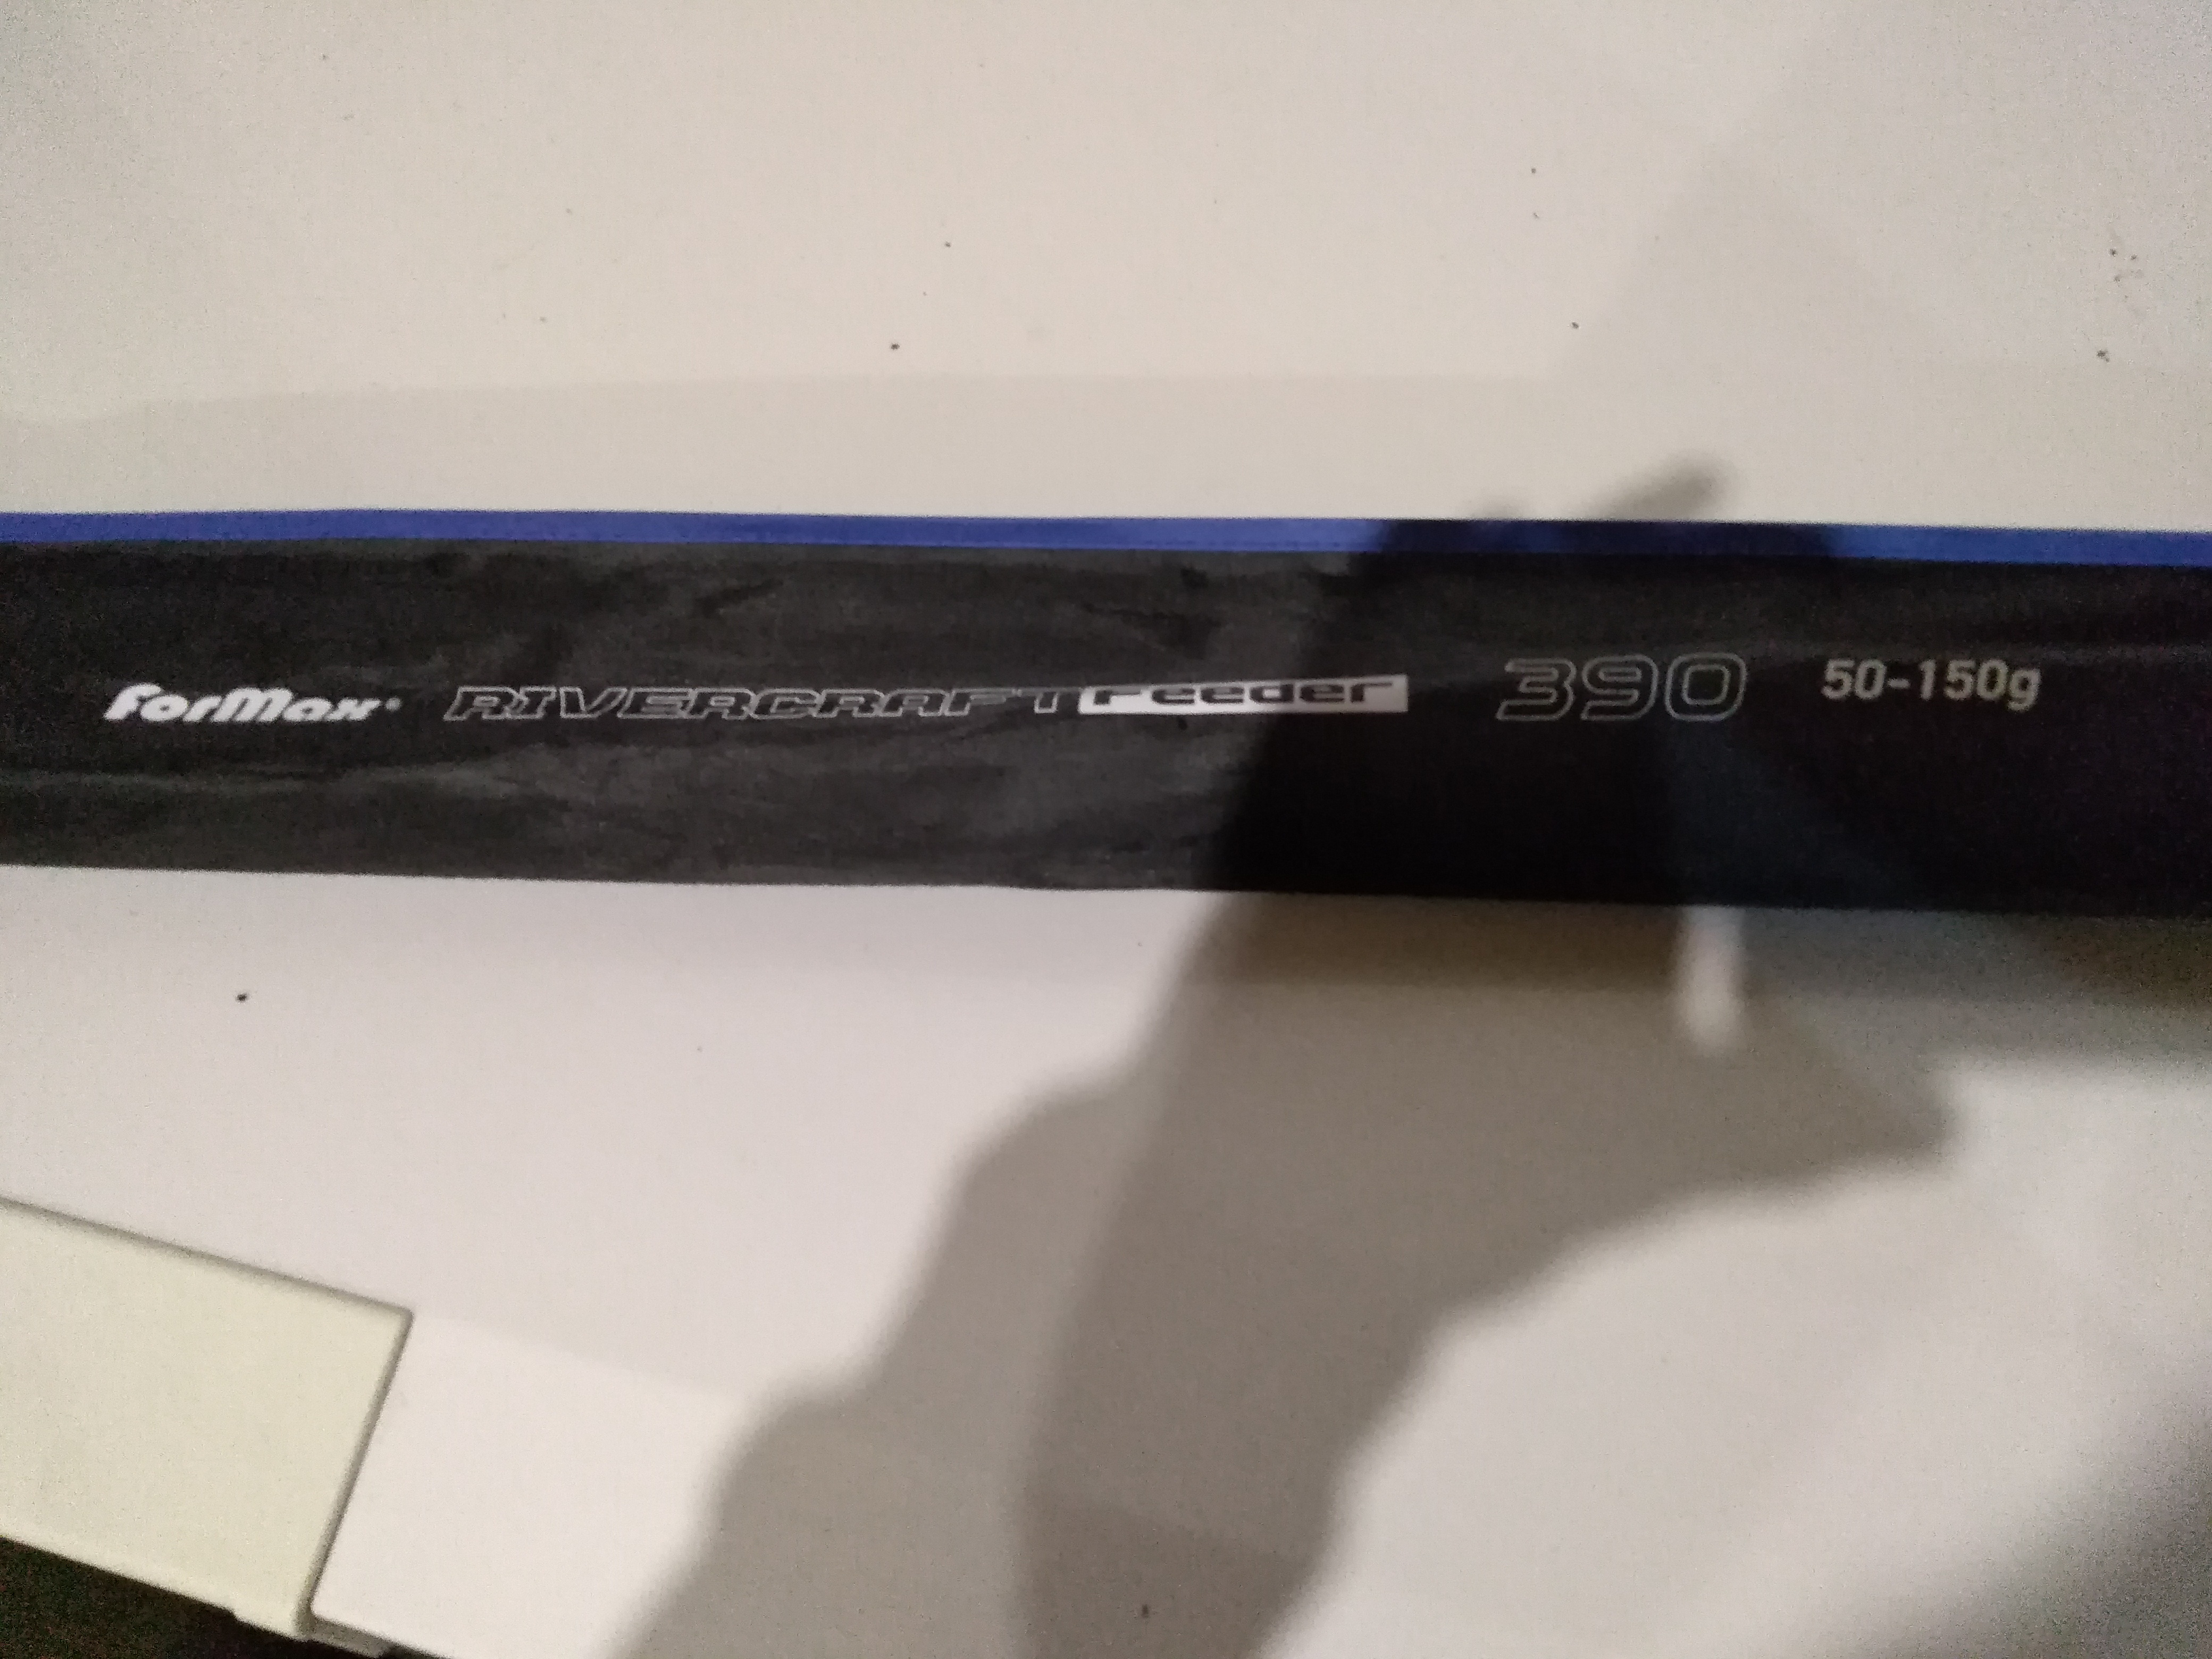 ForMax® RIVERCRAFT Feeder 390 50-150g